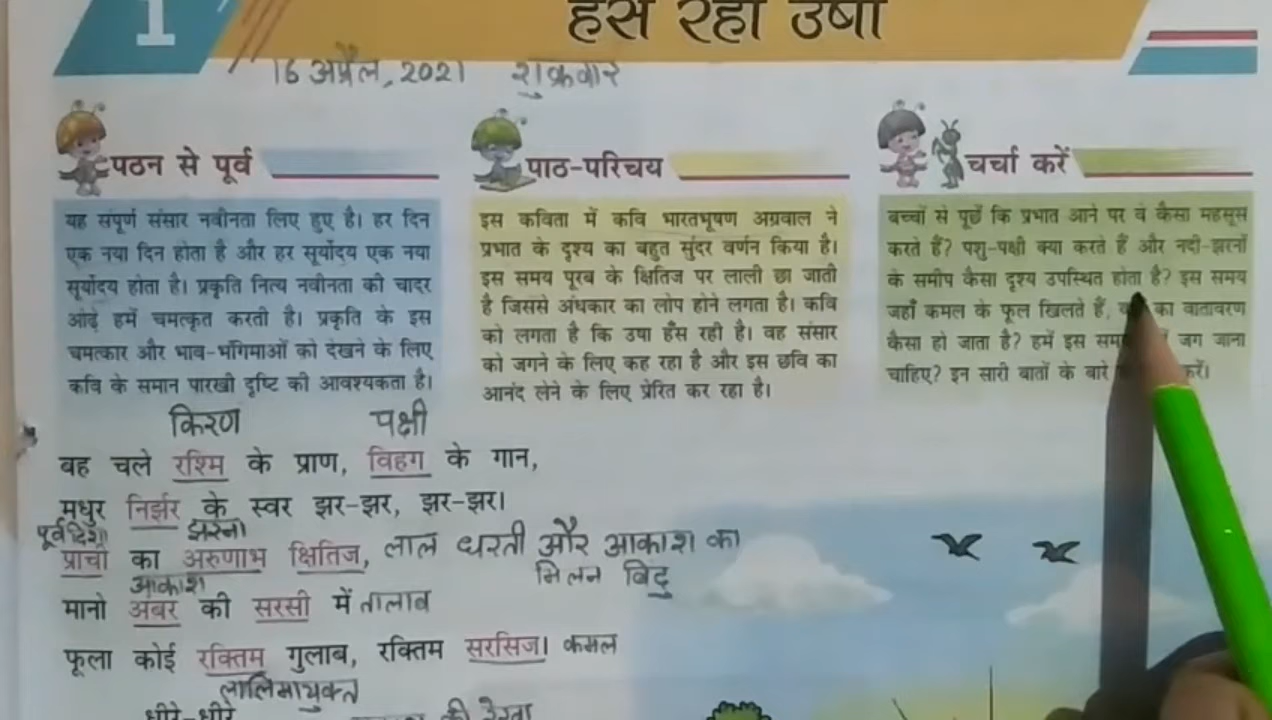 1
हँस रही उषा
16 अप्रैल, 2021 शुक्रवार
पठन से पूर्व
यह संपूर्ण संसार नवीनता लिए हुए है। हर दिन
एक नया दिन होता है और हर सूर्योदय एक नया
सूर्योदय होता है। प्रकृति नित्य नवीनता की चादर
ओढ़े हमें चमत्कृत करती है। प्रकृति के इस
चमत्कार और भाव-भंगिमाओं को देखने के लिए
कवि के समान पारखी दृष्टि की आवश्यकता है।
पाठ-परिचय
इस कविता में कवि भारतभूषण अग्रवाल ने
प्रभात के दृश्य का बहुत सुंदर वर्णन किया है।
इस समय पूरब के क्षितिज पर लाली छा जाती
है जिससे अंधकार का लोप होने लगता है। कवि
को लगता है कि उषा हँस रही है। वह संसार
को जगने के लिए कह रहा है और इस छवि का
आनंद लेने के लिए प्रेरित कर रहा है।
चर्चा करें
बच्चों से पूछें कि प्रभात आने पर वे कैसा महसूस
करते हैं? पशु-पक्षी क्या करते हैं और नदी-झरनों
के समीप कैसा दृश्य उपस्थित होता है? इस समय
जहाँ कमल के फूल खिलते हैं, का वातावरण
कैसा हो जाता है? हमें इस जग जाना
चाहिए? इन सारी बातों के बारे करें।
किरण पक्षी
बह चले रश्मि के प्राण, विहग के गान,
मधुर निर्झर के स्वर झर-झर, झर-झर।
पूर्व दिशा झरना
प्राची का अरुणाभ क्षितिज, लाल धरती और आकाश का
आकाश मिलन बिंदु
मानो अंबर की सरसी में तालाब
फूला कोई रक्तिम गुलाब, रक्तिम सरसिज। कमल
लालिमायुक्त
धीरे-धीरे की रेखा